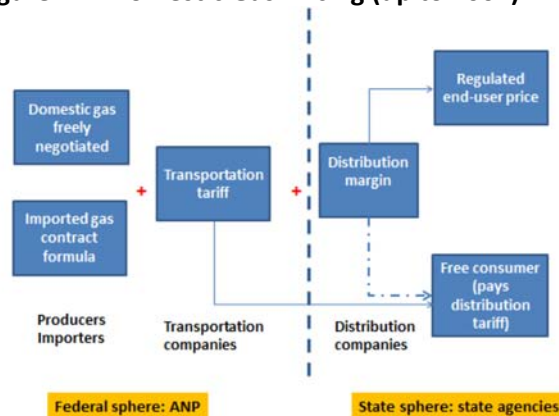 Domestic gas
freely
negotiated
Imported gas
contract
formula
+
Transportation
tariff
+
Distribution
margin
Regulated
end-user price
Free consumer
(pays
distribution
tariff)
Producers
Importers
Transportation
companies
Distribution
companies
Federal sphere: ANP
State sphere: state agencies